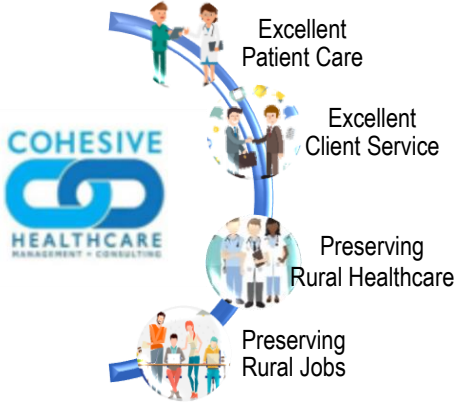 Excellent
Patient Care
Excellent
Client Service
COHESIVE
HEALTHCARE
MANAGEMENT + CONSULTING
Preserving
Rural Healthcare
Preserving
Rural Jobs